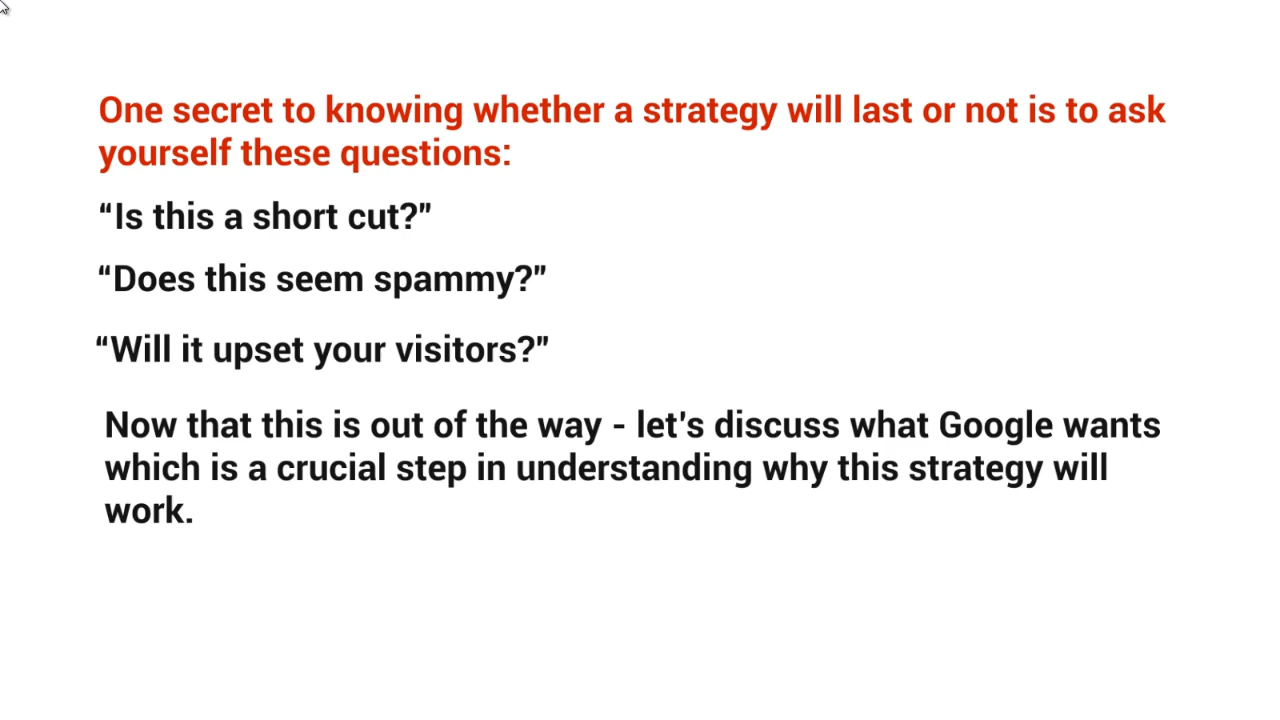 One secret to knowing whether a strategy will last or not is to ask
yourself these questions:
“Is this a short cut?”
“Does this seem spammy?”
“Will it upset your visitors?”
Now that this is out of the way - let's discuss what Google wants
which is a crucial step in understanding why this strategy will
work.